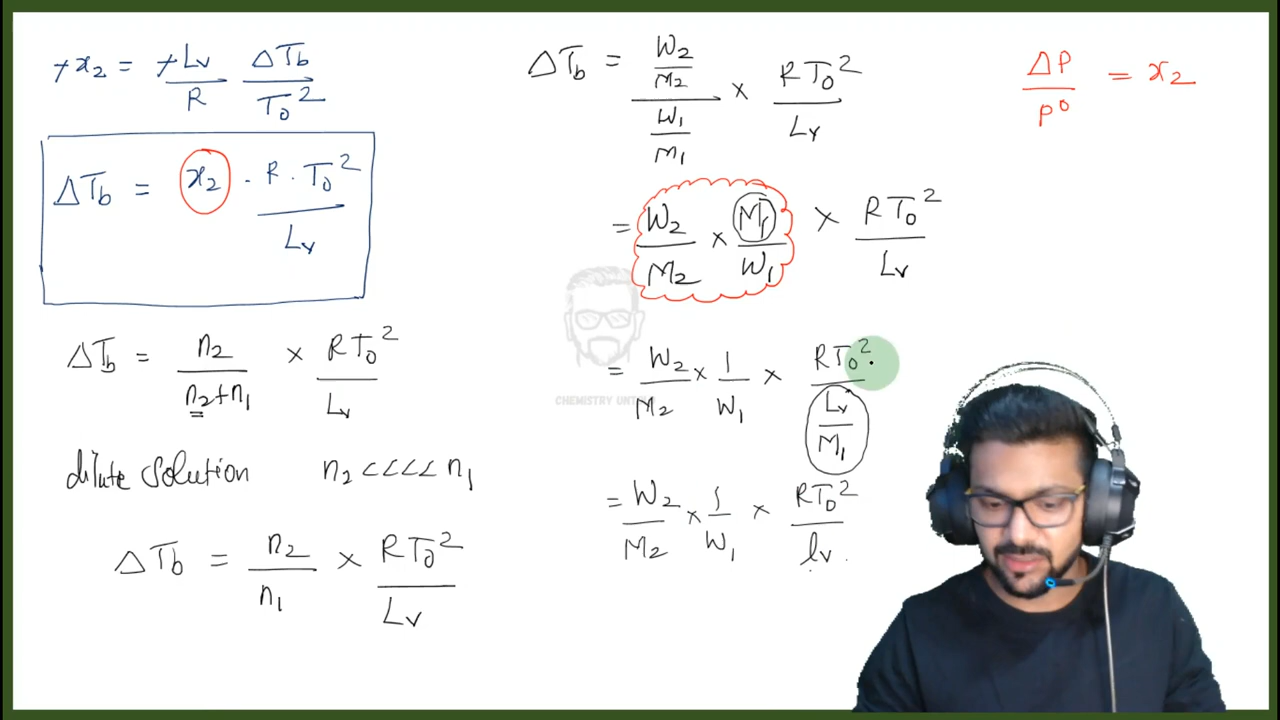 -x₂ = -Lv/R ΔTb/T₀²
ΔTb = x₂ · R · T₀²/Lv
ΔTb = n₂/(n₂+n₁) × RT₀²/Lv
dilute solution n₂ <<<< n₁
ΔTb = n₂/n₁ × RT₀²/Lv
ΔTb = (W₂/M₂)/(W₁/M₁) × RT₀²/Lv
= W₂/M₂ × M₁/W₁ × RT₀²/Lv
= W₂/M₂ × 1/W₁ × RT₀²/(Lv/M₁)
= W₂/M₂ × 1/W₁ × RT₀²/lv
ΔP/P⁰ = x₂